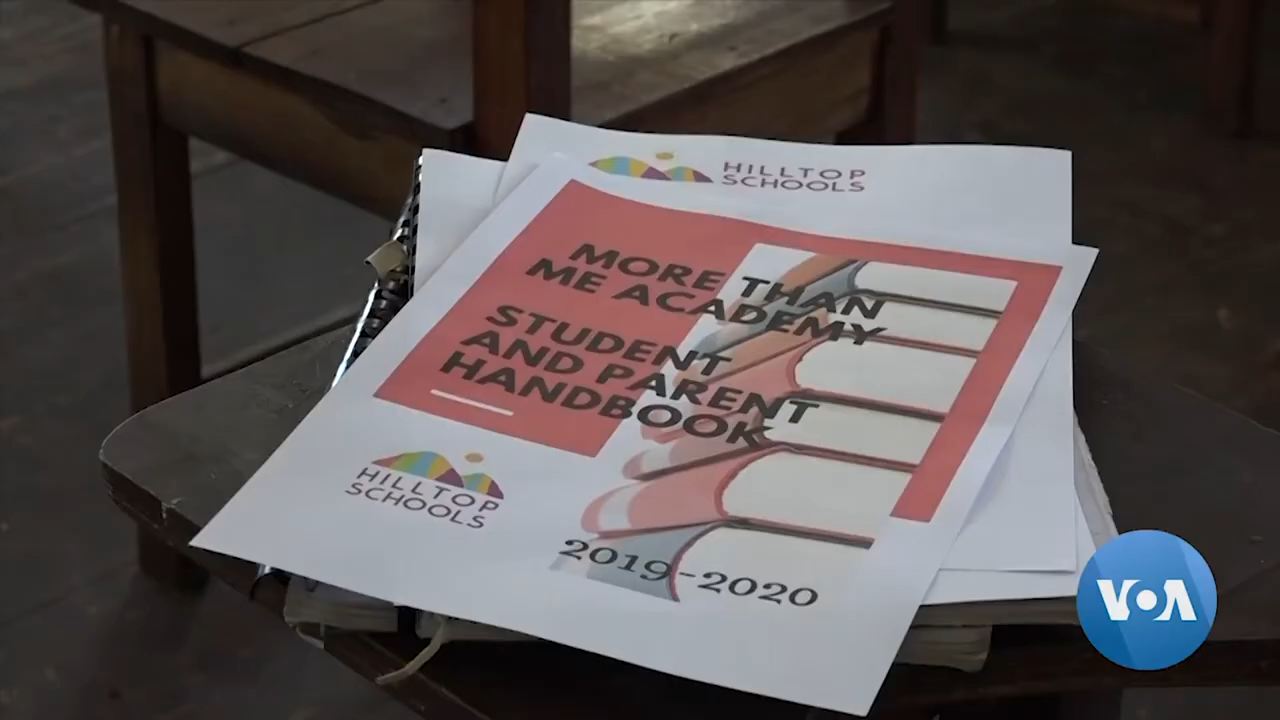 HILLTOP
SCHOOLS
MORE THAN
ME ACADEMY
STUDENT
AND PARENT
HANDBOOK
HILLTOP
SCHOOLS
2019-2020
VOA